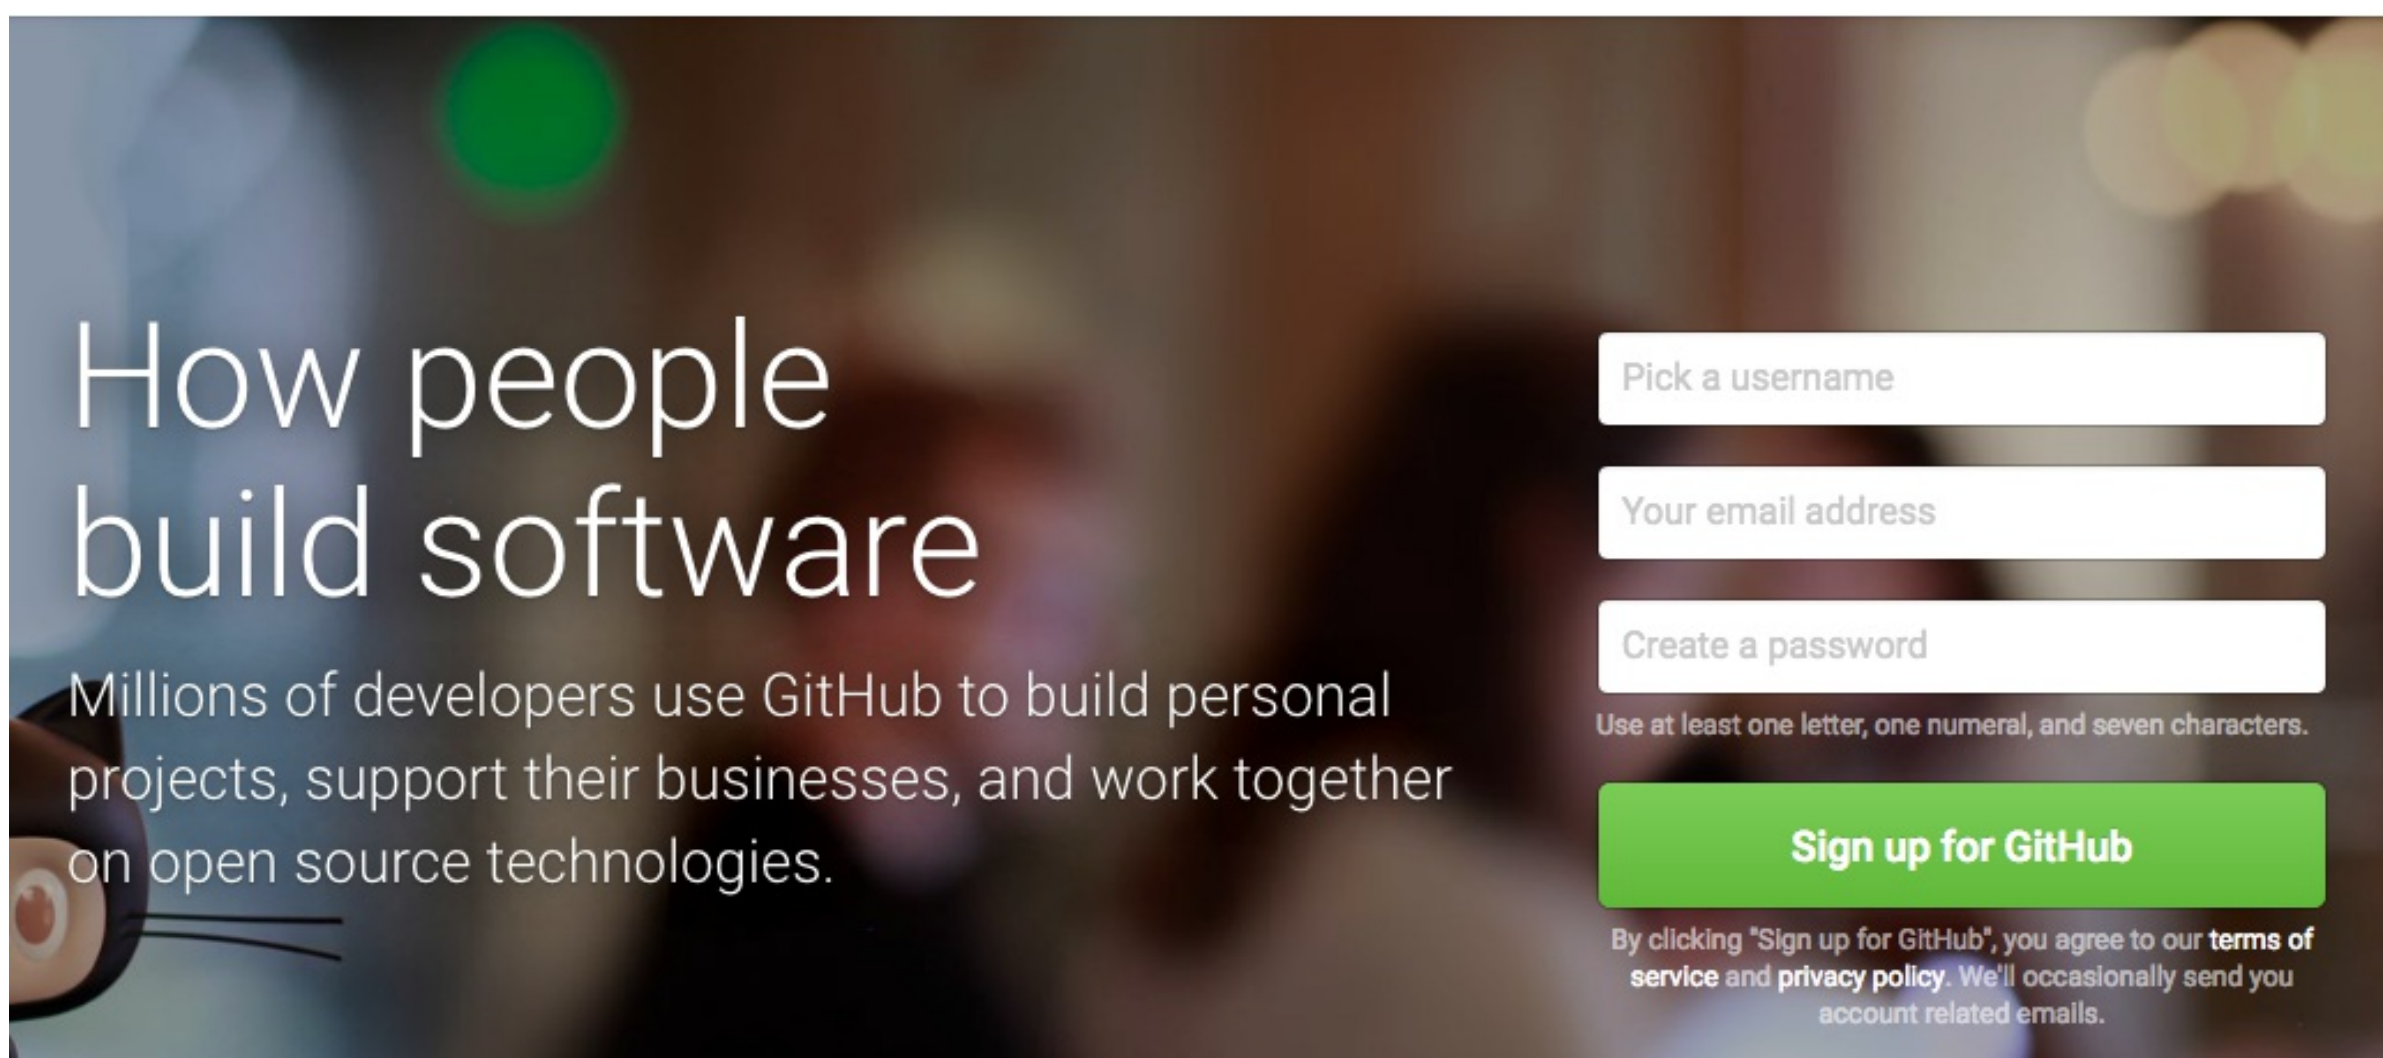 How people
build software
Millions of developers use GitHub to build personal
projects, support their businesses, and work together
on open source technologies.
Pick a username
Your email address
Create a password
Use at least one letter, one numeral, and seven characters.
Sign up for GitHub
By clicking "Sign up for GitHub", you agree to our terms of
service and privacy policy. We'll occasionally send you
account related emails.